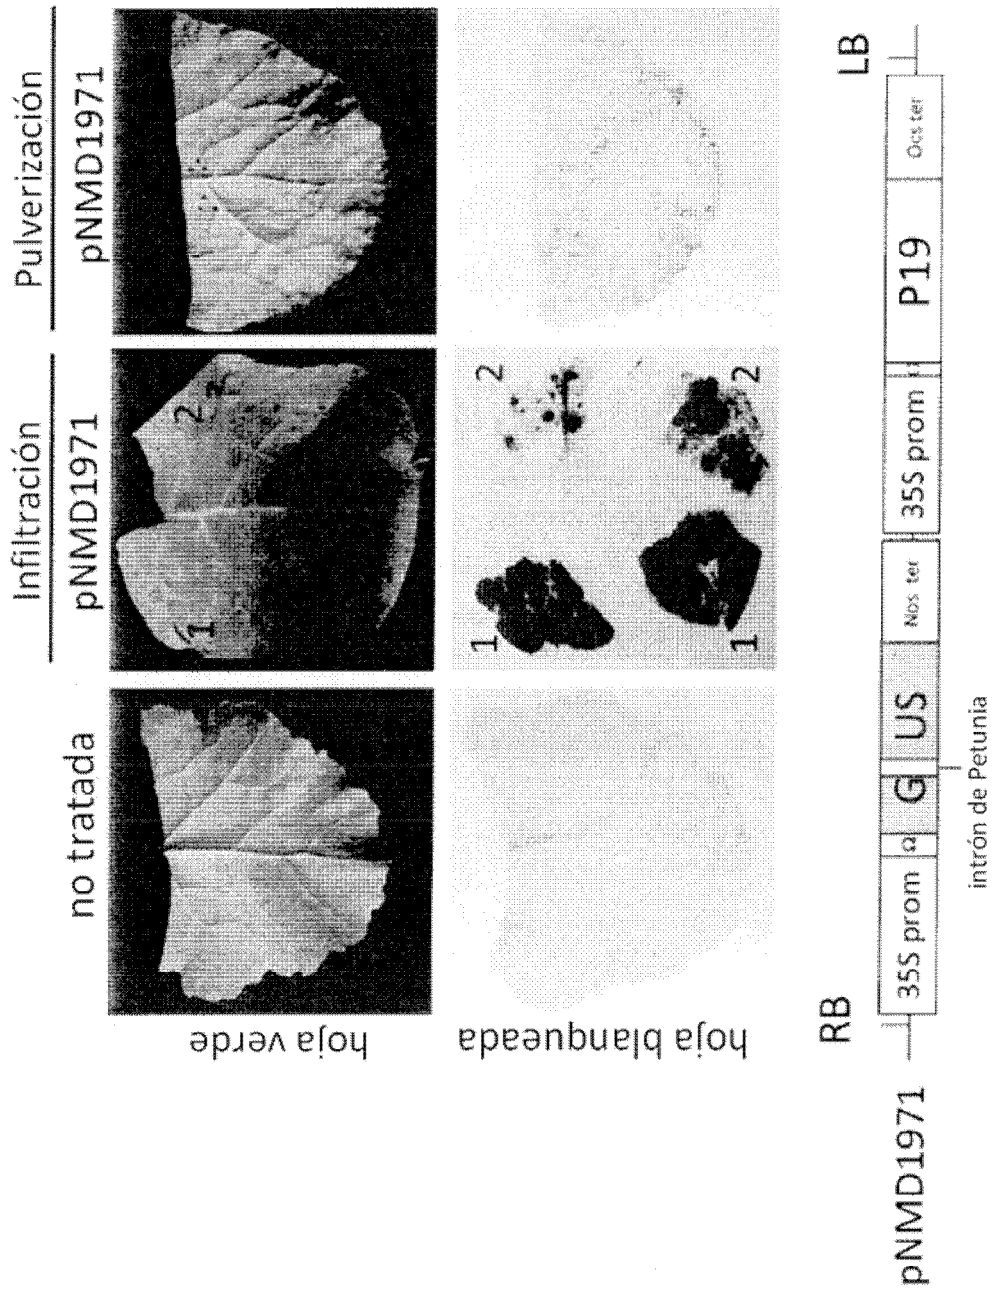 Infiltración Pulverización
no tratada pNMD1971 pNMD1971
hoja verde
1 2
hoja blanqueada
1 2
1 2
RB LB
pNMD1971 35S prom Ω G US Nos ter 35S prom P19 Ocs ter
intrón de Petunia